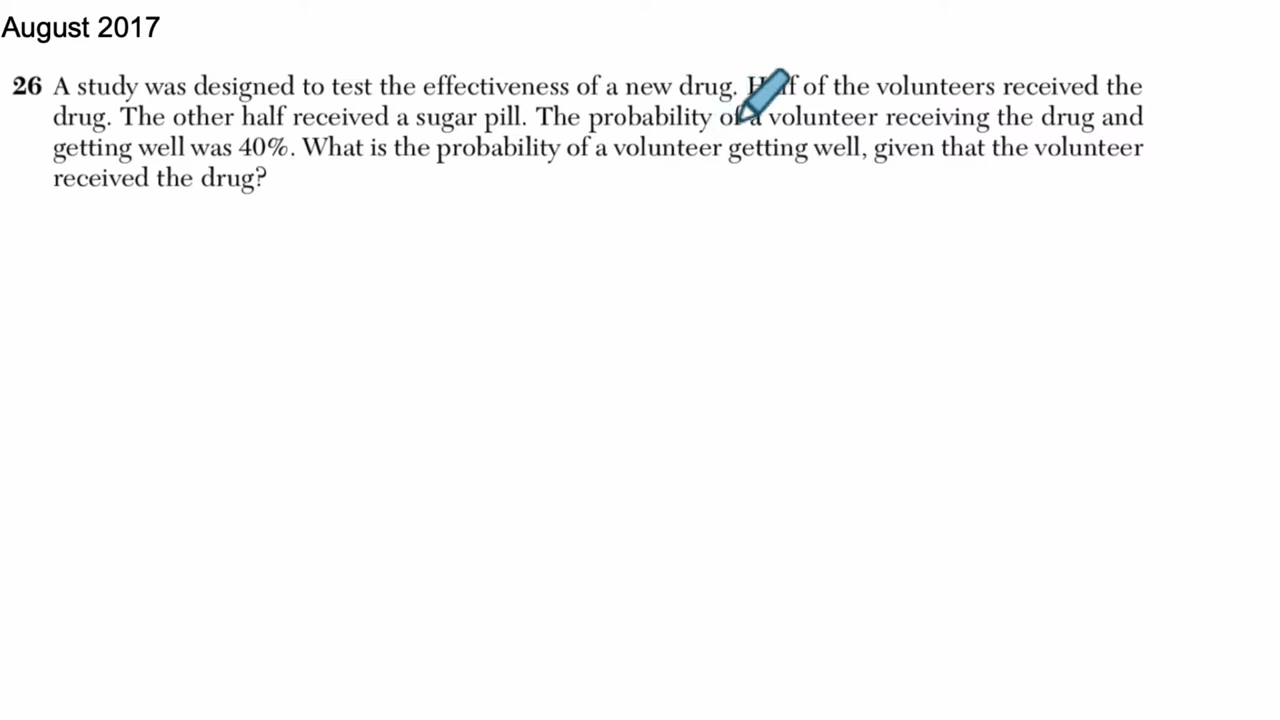 August 2017
26 A study was designed to test the effectiveness of a new drug. Half of the volunteers received the
drug. The other half received a sugar pill. The probability of a volunteer receiving the drug and
getting well was 40%. What is the probability of a volunteer getting well, given that the volunteer
received the drug?